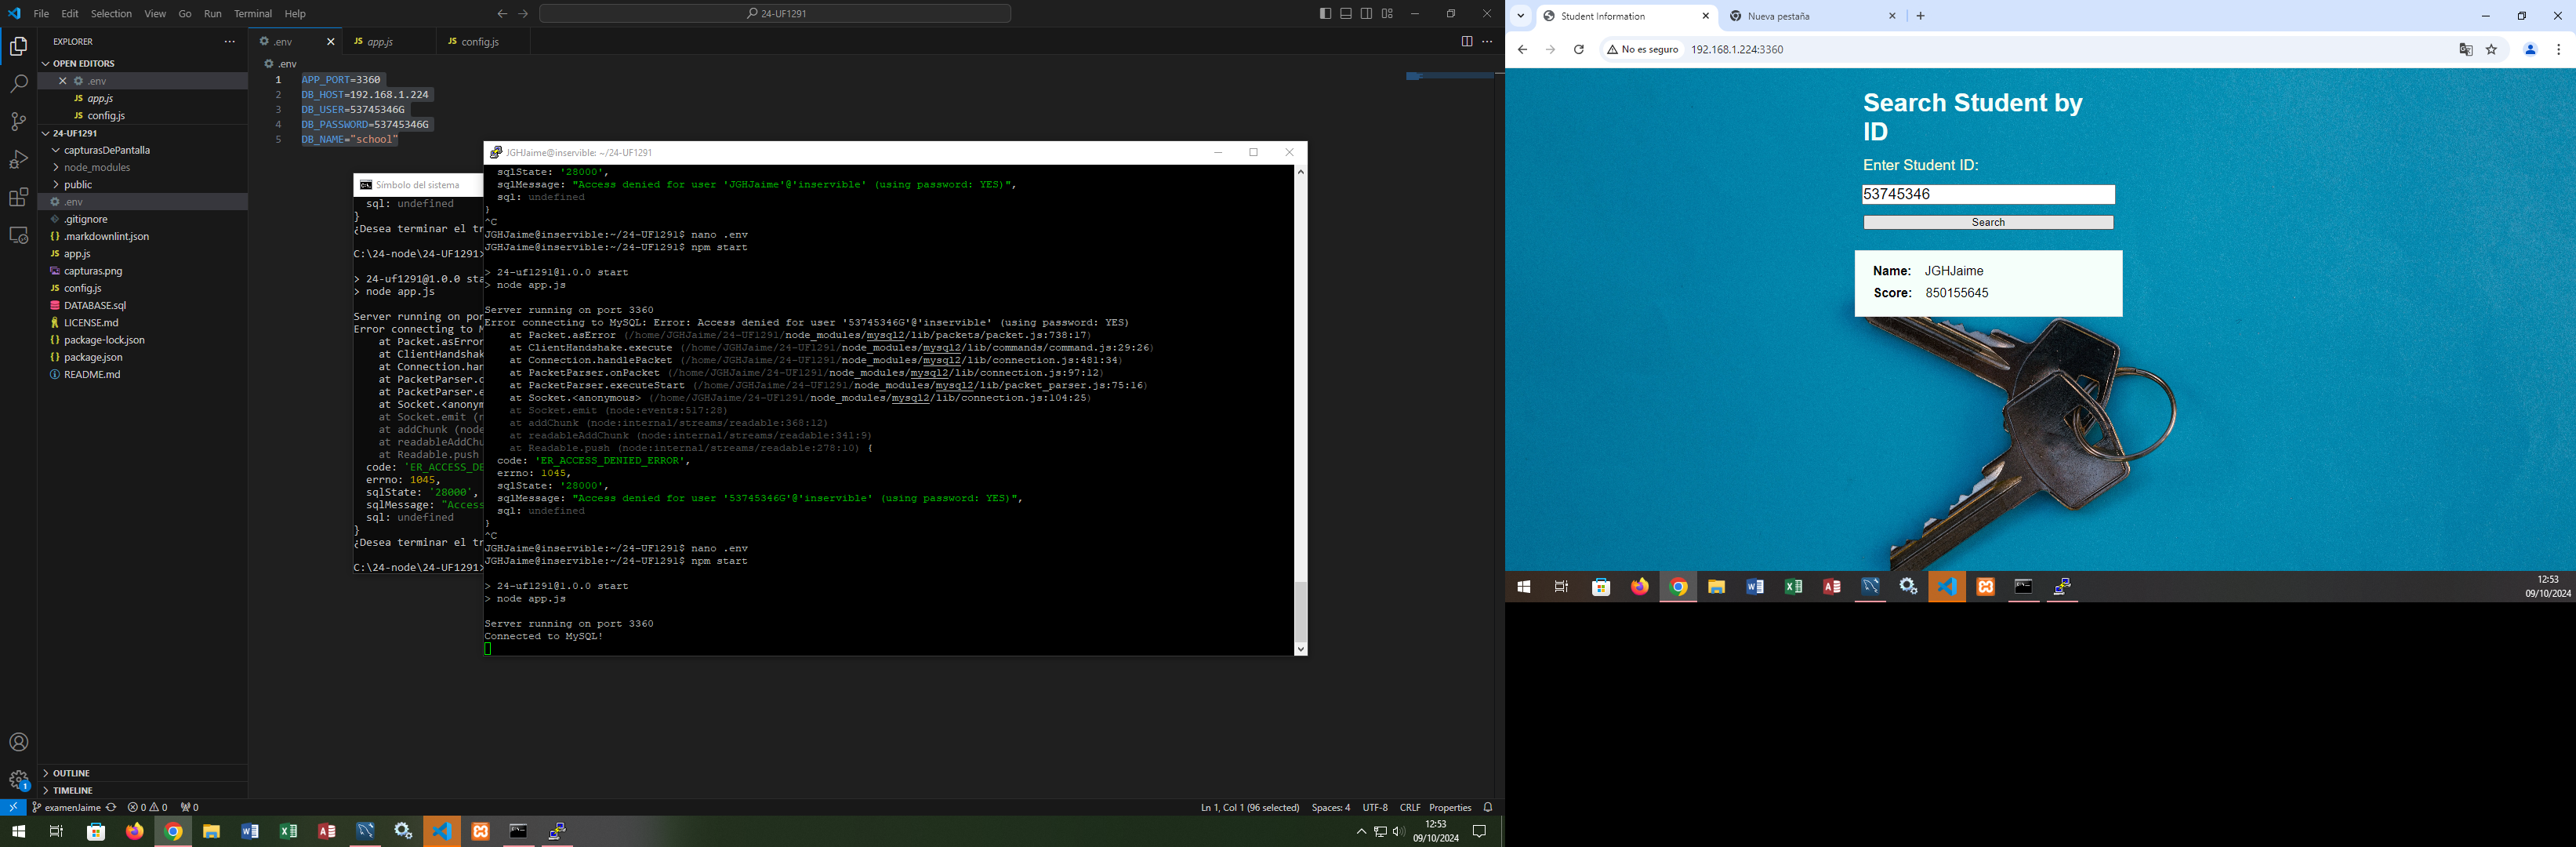 File Edit Selection View Go Run Terminal Help
24-UF1291
EXPLORER
OPEN EDITORS
.env
JS app.js
JS config.js
24-UF1291
capturasDePantalla
node_modules
public
.env
.gitignore
.markdownlint.json
JS app.js
capturas.png
JS config.js
DATABASE.sql
LICENSE.md
package-lock.json
package.json
README.md
OUTLINE
TIMELINE
.env
JS app.js
JS config.js
.env
1 APP_PORT=3360
2 DB_HOST=192.168.1.224
3 DB_USER=53745346G
4 DB_PASSWORD=53745346G
5 DB_NAME="school"
Símbolo del sistema
sql: undefined
}
¿Desea terminar el tr
C:\24-node\24-UF1291>
> 24-uf1291@1.0.0 sta
> node app.js
Server running on por
Error connecting to M
at Packet.asError
at ClientHandshak
at Connection.han
at PacketParser.o
at PacketParser.e
at Socket.<anonym
at Socket.emit (n
at addChunk (node
at readableAddChu
at Readable.push
code: 'ER_ACCESS_DE
errno: 1045,
sqlState: '28000',
sqlMessage: "Access
sql: undefined
}
¿Desea terminar el tr
C:\24-node\24-UF1291>
JGHJaime@inservible: ~/24-UF1291
sqlState: '28000',
sqlMessage: "Access denied for user 'JGHJaime'@'inservible' (using password: YES)",
sql: undefined
}
^C
JGHJaime@inservible:~/24-UF1291$ nano .env
JGHJaime@inservible:~/24-UF1291$ npm start
> 24-uf1291@1.0.0 start
> node app.js
Server running on port 3360
Error connecting to MySQL: Error: Access denied for user '53745346G'@'inservible' (using password: YES)
at Packet.asError (/home/JGHJaime/24-UF1291/node_modules/mysql2/lib/packets/packet.js:738:17)
at ClientHandshake.execute (/home/JGHJaime/24-UF1291/node_modules/mysql2/lib/commands/command.js:29:26)
at Connection.handlePacket (/home/JGHJaime/24-UF1291/node_modules/mysql2/lib/connection.js:481:34)
at PacketParser.onPacket (/home/JGHJaime/24-UF1291/node_modules/mysql2/lib/connection.js:97:12)
at PacketParser.executeStart (/home/JGHJaime/24-UF1291/node_modules/mysql2/lib/packet_parser.js:75:16)
at Socket.<anonymous> (/home/JGHJaime/24-UF1291/node_modules/mysql2/lib/connection.js:104:25)
at Socket.emit (node:events:517:28)
at addChunk (node:internal/streams/readable:368:12)
at readableAddChunk (node:internal/streams/readable:341:9)
at Readable.push (node:internal/streams/readable:278:10) {
code: 'ER_ACCESS_DENIED_ERROR',
errno: 1045,
sqlState: '28000',
sqlMessage: "Access denied for user '53745346G'@'inservible' (using password: YES)",
sql: undefined
}
^C
JGHJaime@inservible:~/24-UF1291$ nano .env
JGHJaime@inservible:~/24-UF1291$ npm start
> 24-uf1291@1.0.0 start
> node app.js
Server running on port 3360
Connected to MySQL!
examenJaime 0 0 0
Ln 1, Col 1 (96 selected) Spaces: 4 UTF-8 CRLF Properties
12:53
09/10/2024
Student Information
Nueva pestaña
No es seguro 192.168.1.224:3360
Search Student by
ID
Enter Student ID:
53745346
Search
Name: JGHJaime
Score: 850155645
12:53
09/10/2024